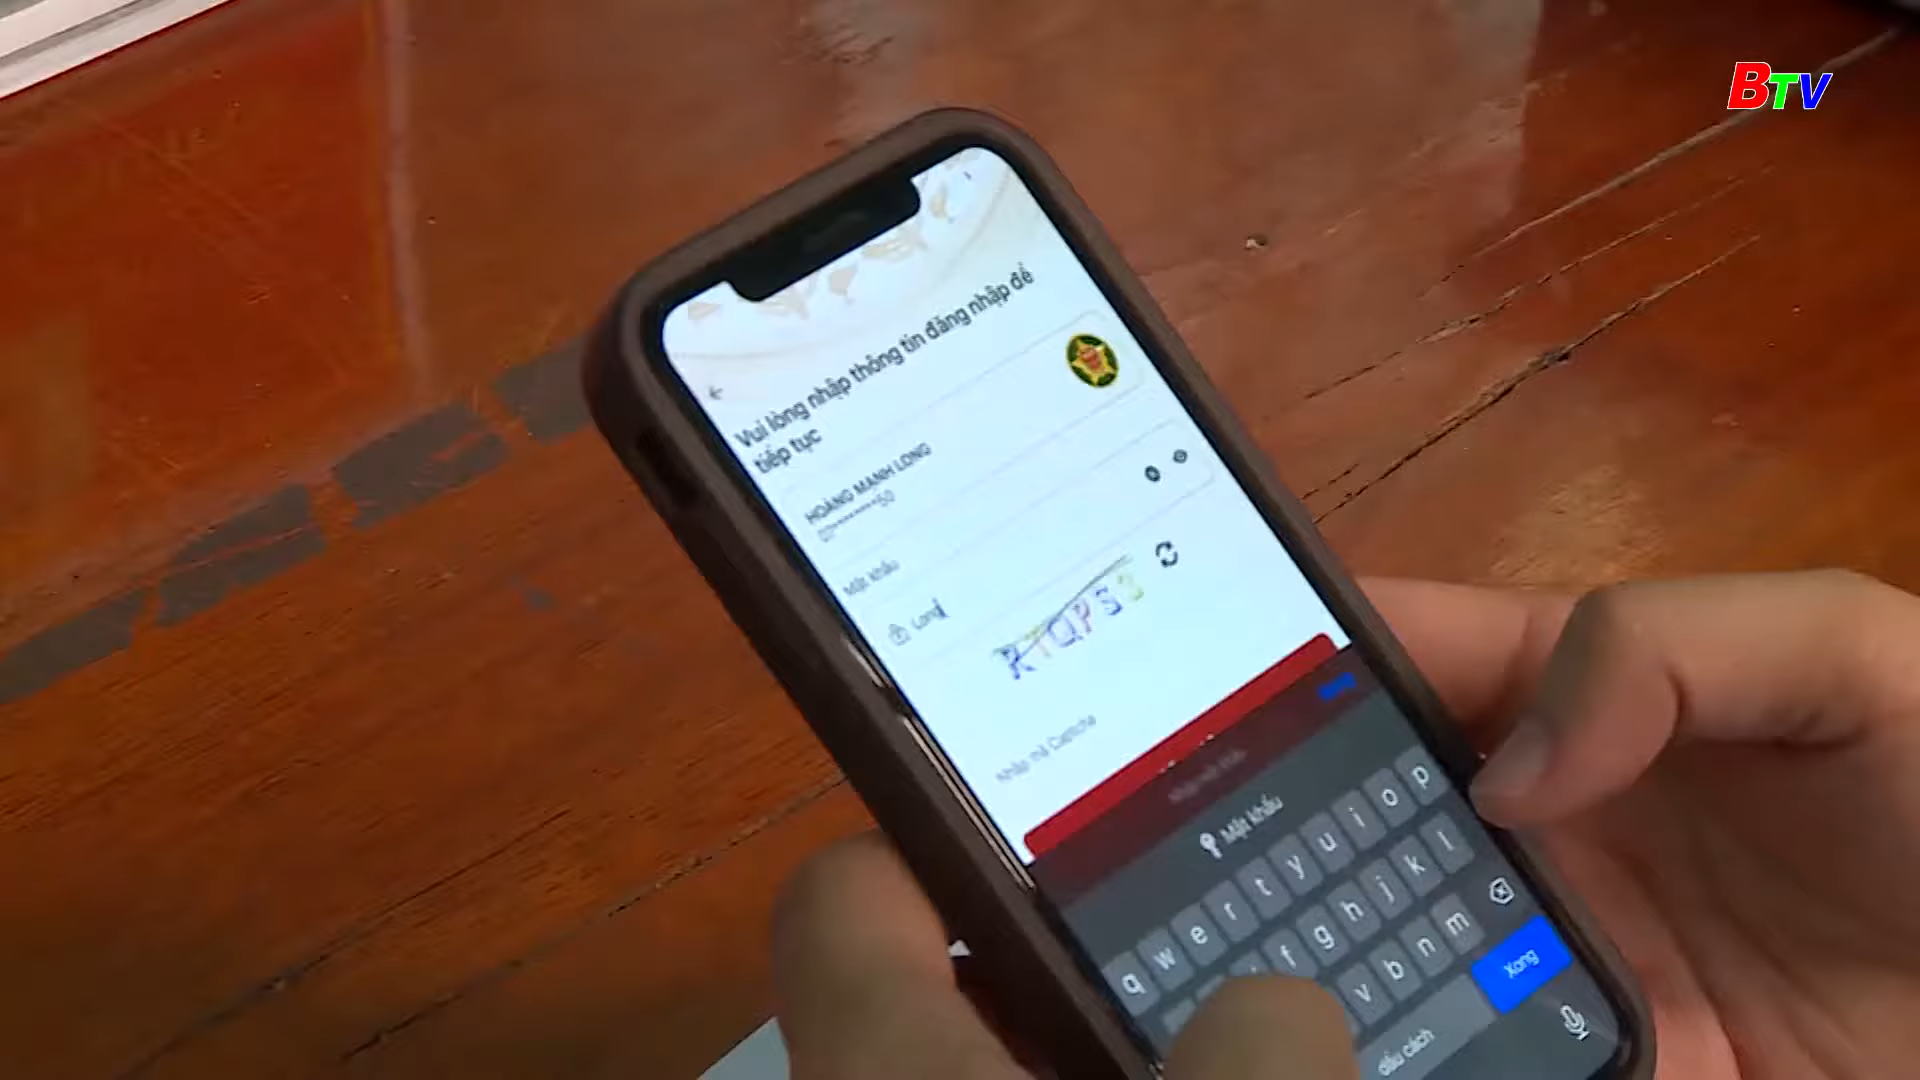 BTV
Vui lòng nhập thông tin đăng nhập để
tiếp tục
HOÀNG MẠNH LONG
Mật khẩu
Nhập mã Captcha
Mật khẩu
q w e r t y u i o p
f g h j k l
v b n m
dấu cách
Xong